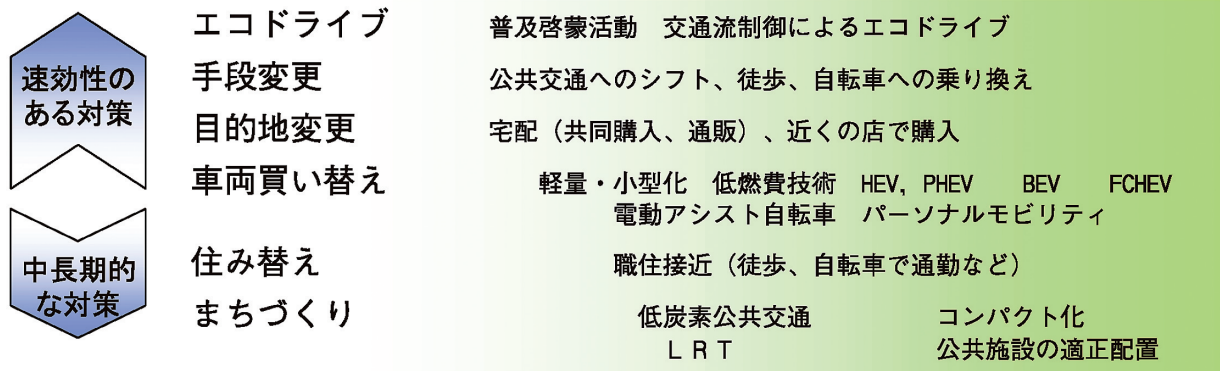 速効性の
ある対策
エコドライブ 普及啓蒙活動 交通流制御によるエコドライブ
手段変更 公共交通へのシフト、徒歩、自転車への乗り換え
目的地変更 宅配（共同購入、通販）、近くの店で購入
車両買い替え 軽量・小型化 低燃費技術 HEV, PHEV BEV FCHEV
電動アシスト自転車 パーソナルモビリティ
中長期的
な対策
住み替え 職住接近（徒歩、自転車で通勤など）
まちづくり 低炭素公共交通 コンパクト化
ＬＲＴ 公共施設の適正配置